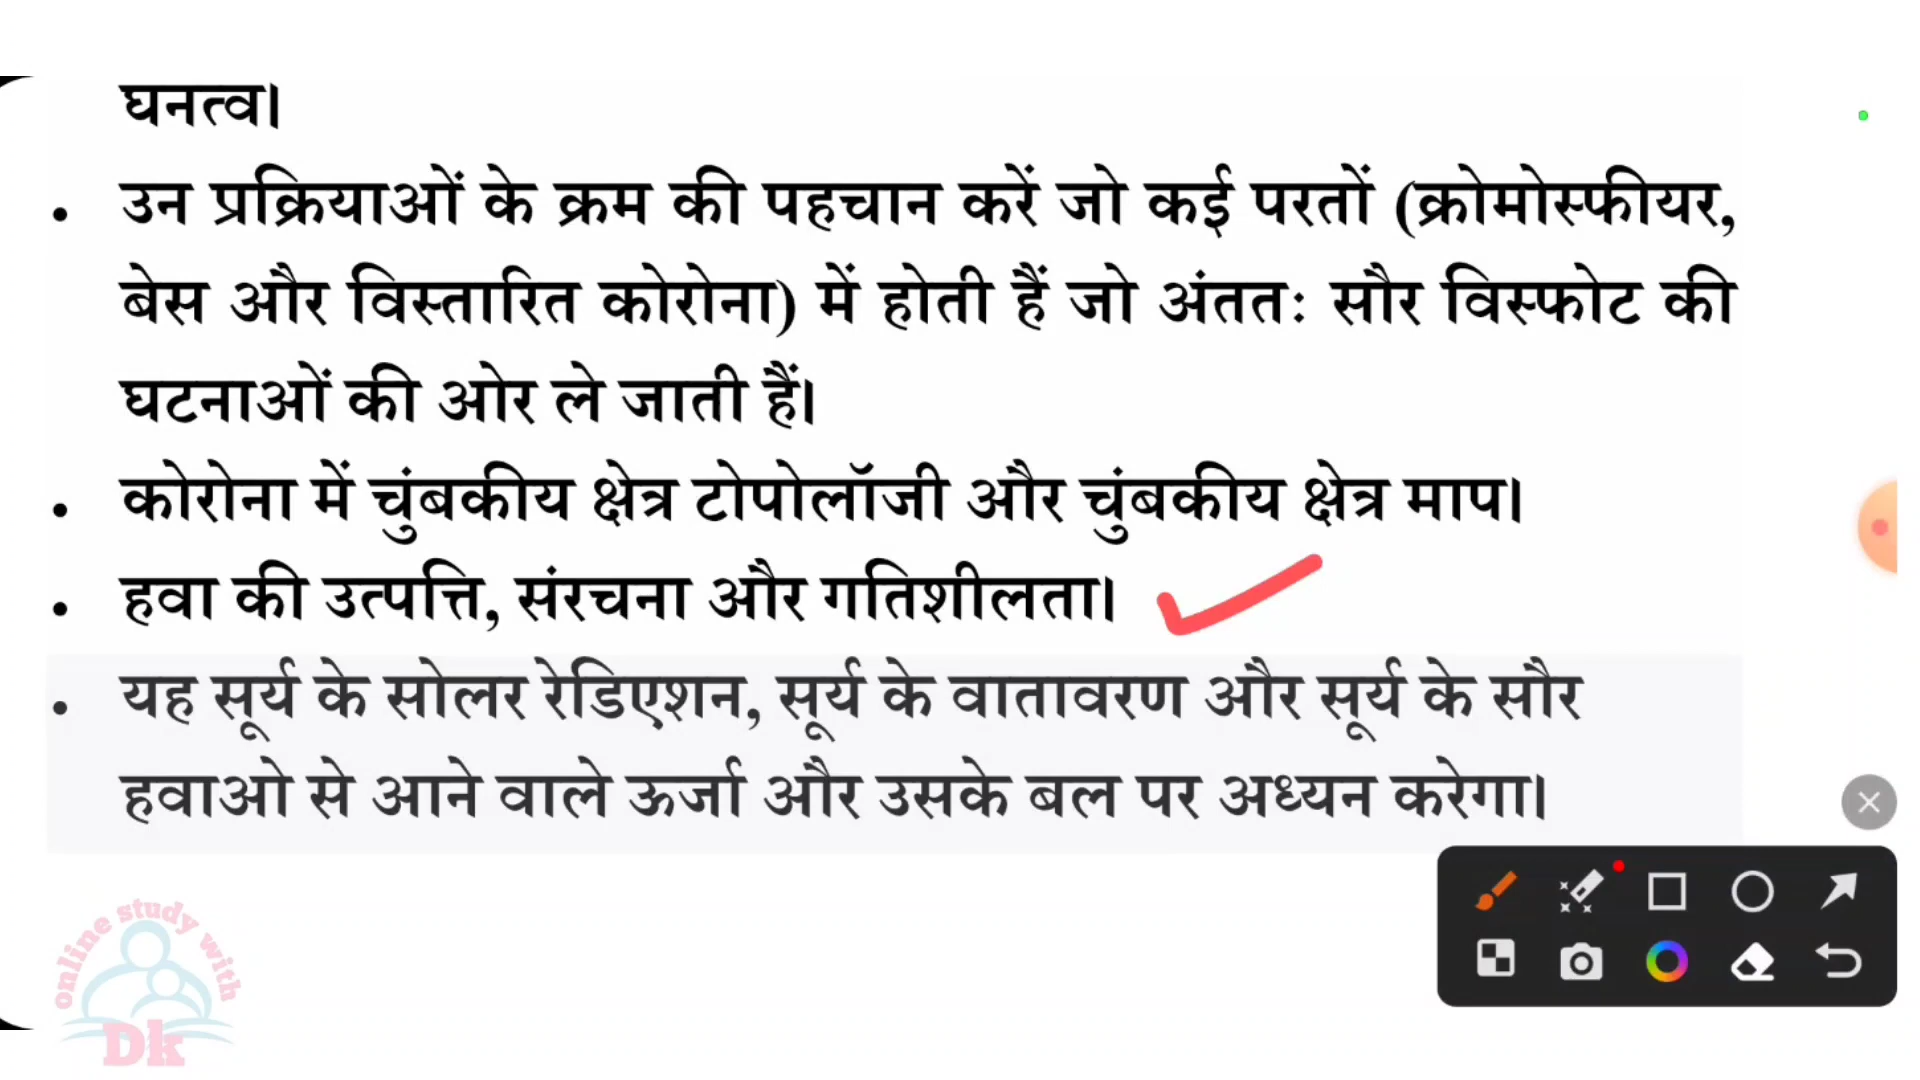 घनत्व।
• उन प्रक्रियाओं के क्रम की पहचान करें जो कई परतों (क्रोमोस्फीयर,
बेस और विस्तारित कोरोना) में होती हैं जो अंततः सौर विस्फोट की
घटनाओं की ओर ले जाती हैं।
• कोरोना में चुंबकीय क्षेत्र टोपोलॉजी और चुंबकीय क्षेत्र माप।
• हवा की उत्पत्ति, संरचना और गतिशीलता।
• यह सूर्य के सोलर रेडिएशन, सूर्य के वातावरण और सूर्य के सौर
हवाओ से आने वाले ऊर्जा और उसके बल पर अध्यन करेगा।
online study with
Dk